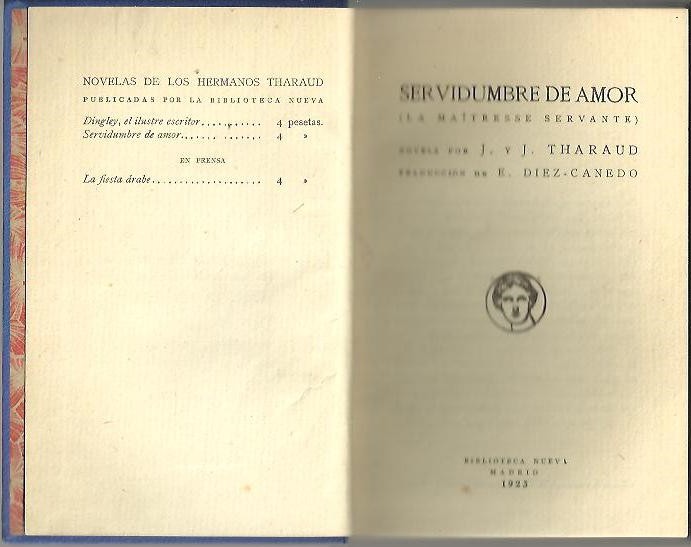 NOVELAS DE LOS HERMANOS THARAUD
PUBLICADAS POR LA BIBLIOTECA NUEVA
Dingley, el ilustre escritor........... 4 pesetas.
Servidumbre de amor............... 4 »
EN PRENSA
La fiesta árabe.................... 4 »
SERVIDUMBRE DE AMOR
(LA MAÎTRESSE SERVANTE)
NOVELA POR J. Y J. THARAUD
TRADUCCIÓN DE E. DIEZ-CANEDO
BIBLIOTECA NUEVA
MADRID
1923